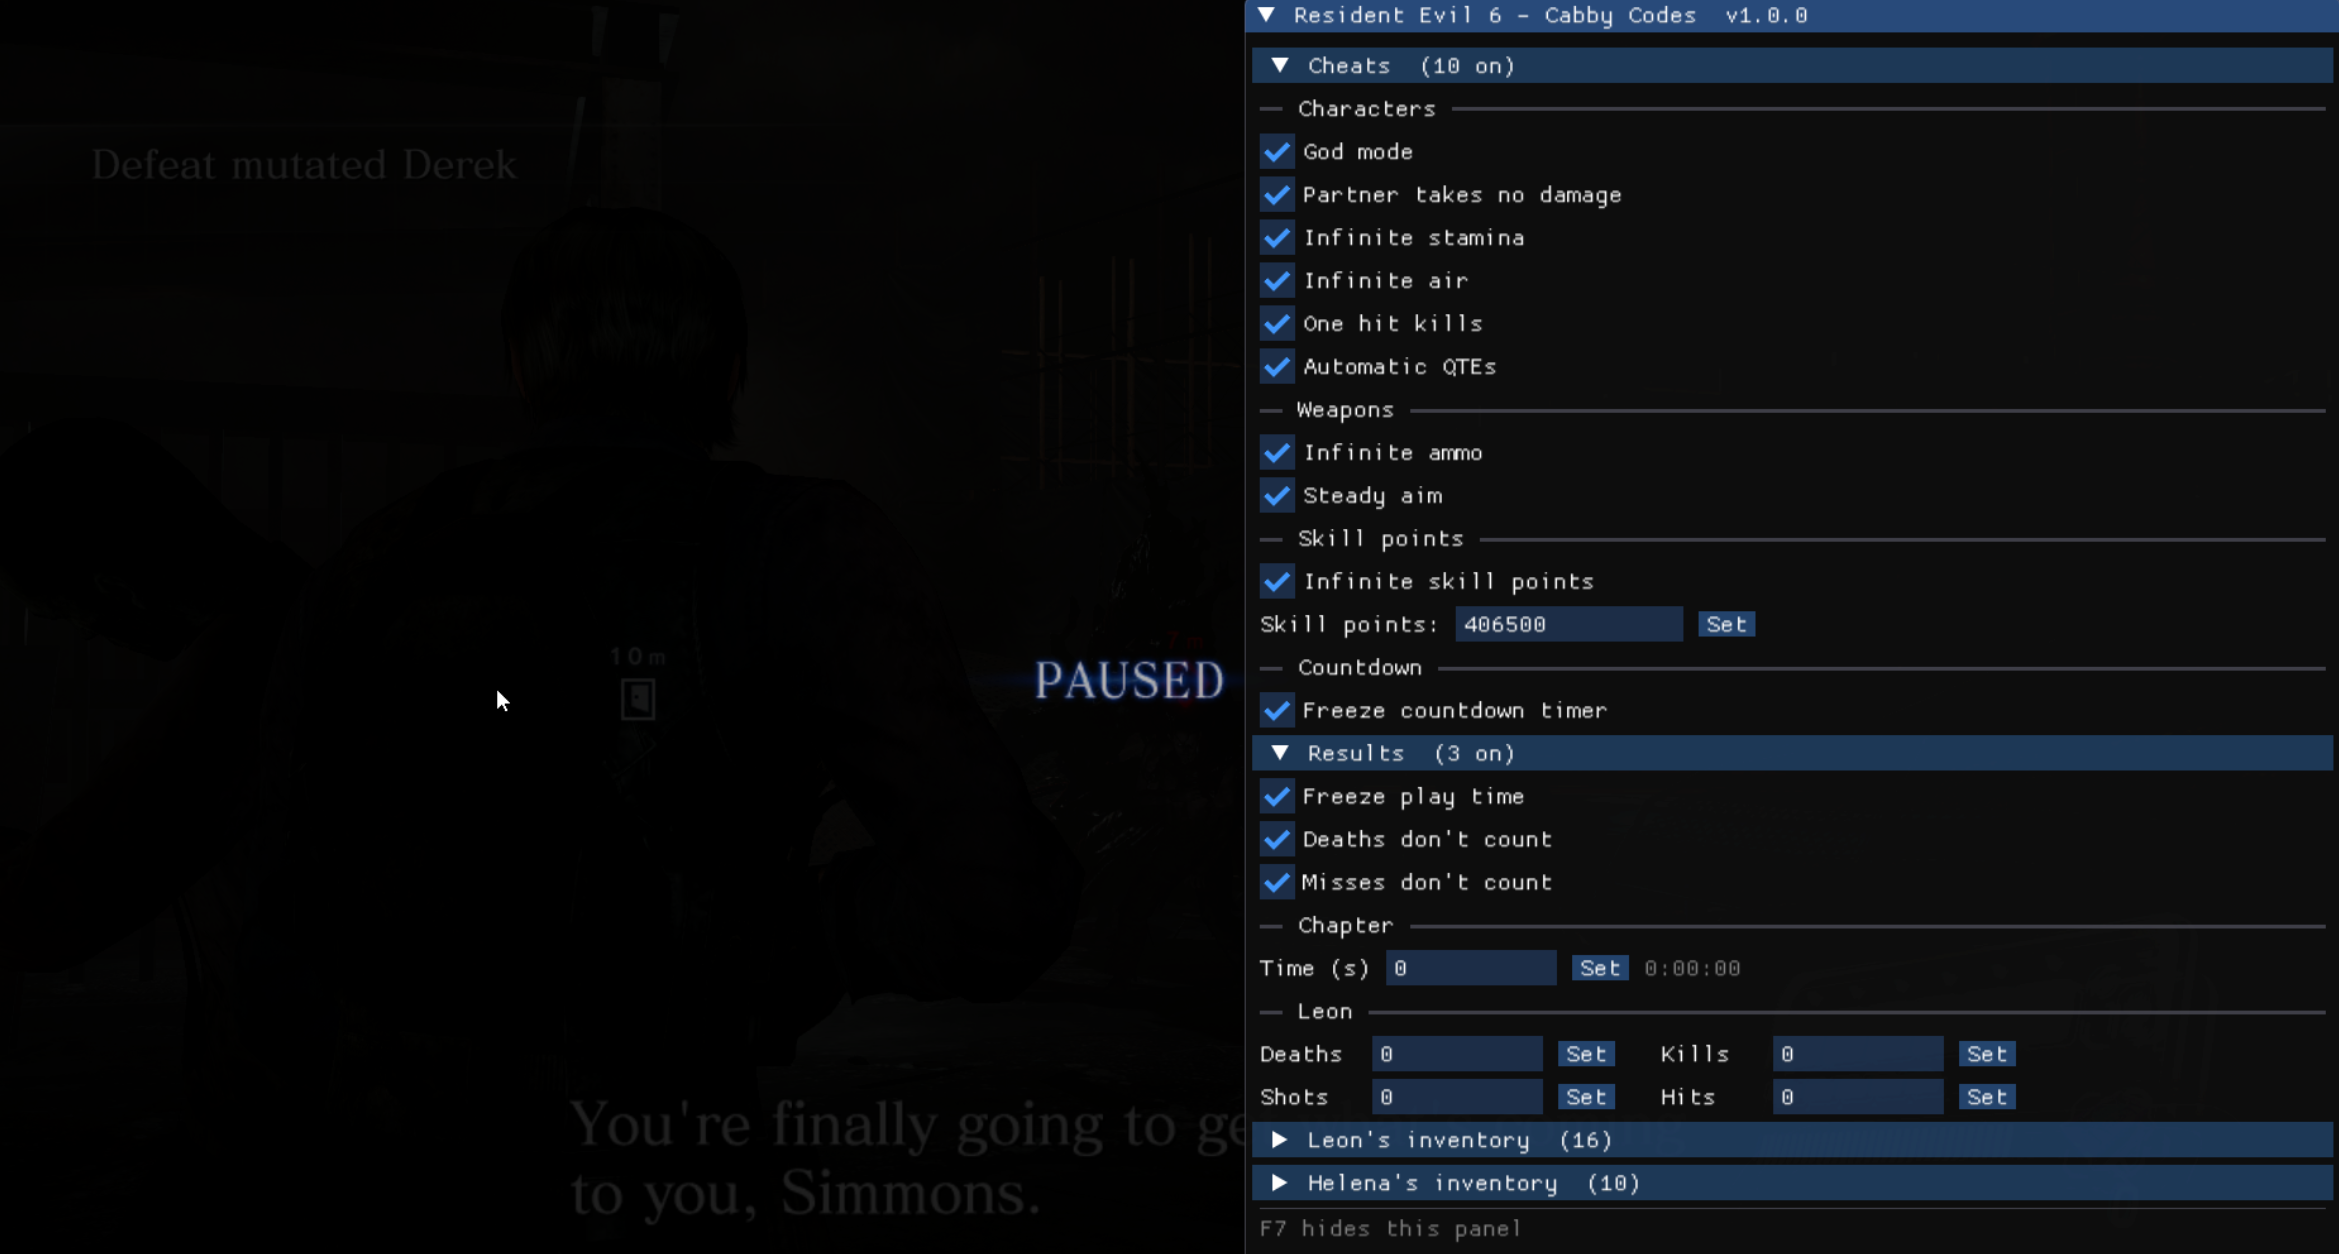 Defeat mutated Derek
10m
7m
PAUSED
You're finally going to ge
to you, Simmons.
Resident Evil 6 - Cabby Codes v1.0.0
Cheats (10 on)
Characters
God mode
Partner takes no damage
Infinite stamina
Infinite air
One hit kills
Automatic QTEs
Weapons
Infinite ammo
Steady aim
Skill points
Infinite skill points
Skill points: 406500 Set
Countdown
Freeze countdown timer
Results (3 on)
Freeze play time
Deaths don't count
Misses don't count
Chapter
Time (s) 0 Set 0:00:00
Leon
Deaths 0 Set Kills 0 Set
Shots 0 Set Hits 0 Set
Leon's inventory (16)
Helena's inventory (10)
F7 hides this panel